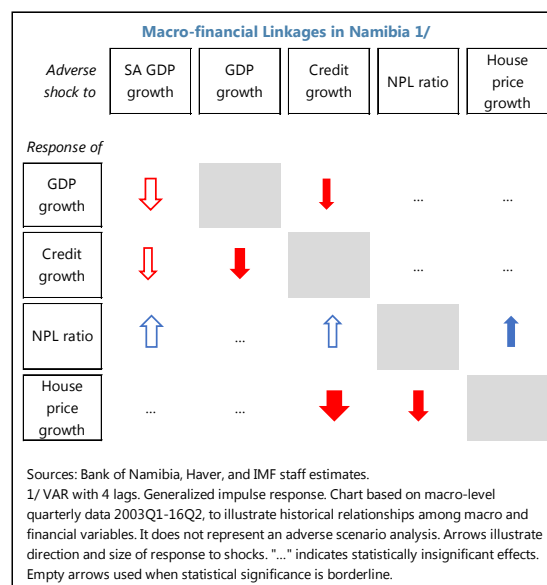 Macro-financial Linkages in Namibia 1/
Adverse shock to
SA GDP growth
GDP growth
Credit growth
NPL ratio
House price growth
Response of
GDP growth
... ...
Credit growth
... ...
NPL ratio
...
House price growth
... ...
Sources: Bank of Namibia, Haver, and IMF staff estimates.
1/ VAR with 4 lags. Generalized impulse response. Chart based on macro-level
quarterly data 2003Q1-16Q2, to illustrate historical relationships among macro and
financial variables. It does not represent an adverse scenario analysis. Arrows illustrate
direction and size of response to shocks. "..." indicates statistically insignificant effects.
Empty arrows used when statistical significance is borderline.